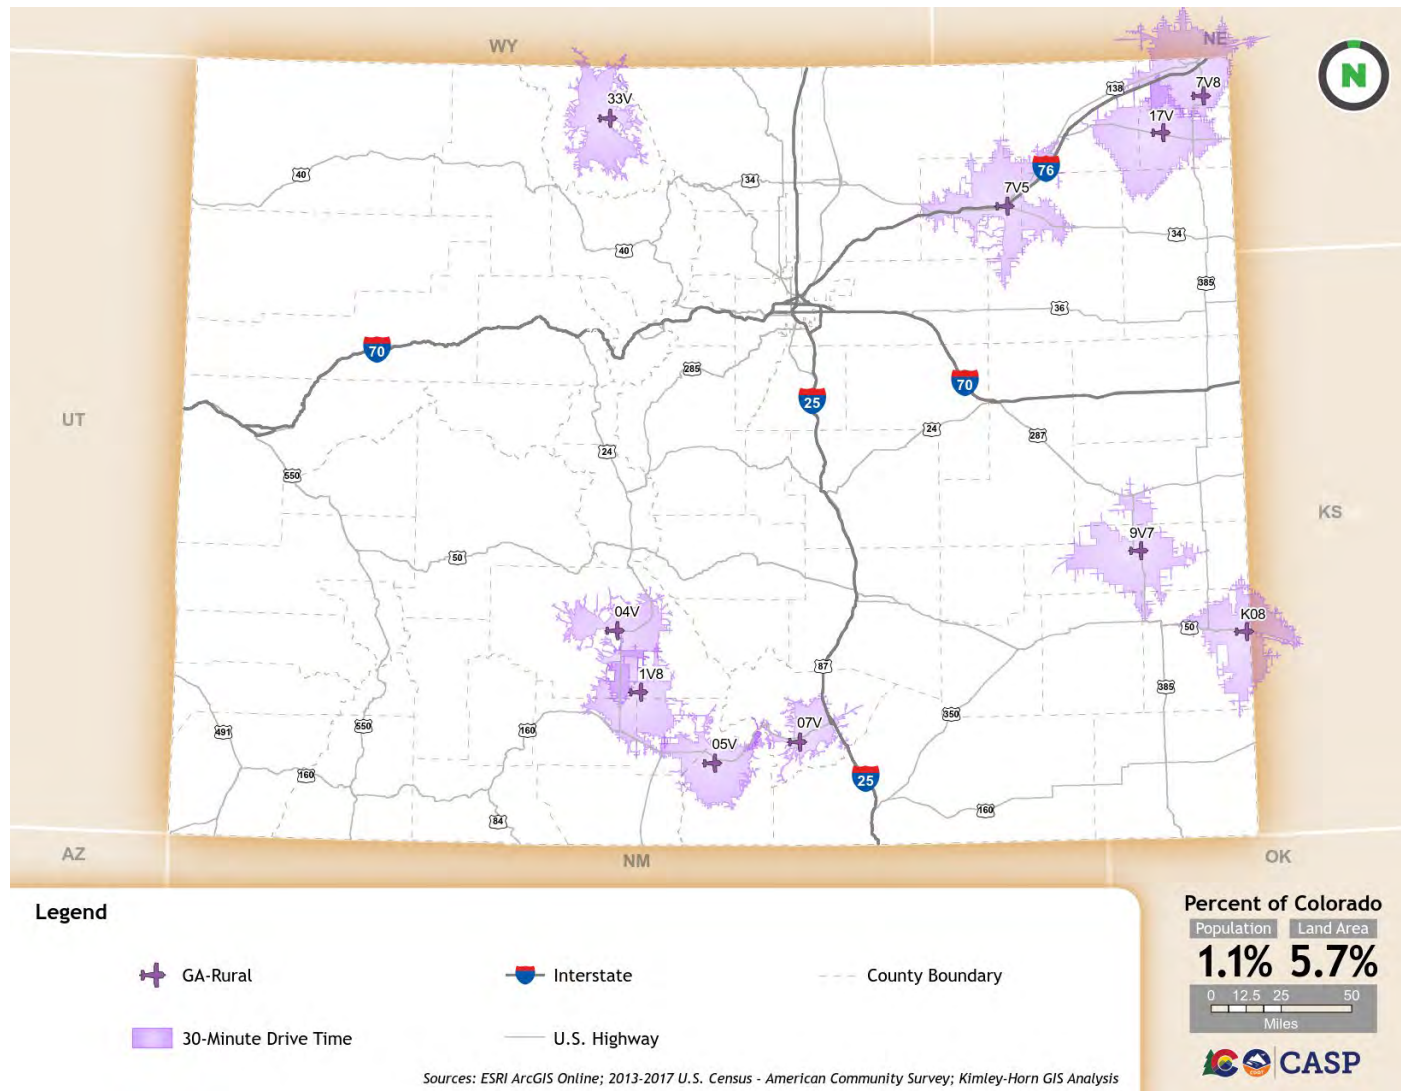 WY
NE
N
33V
138
7V8
17V
76
40
34
7V5
40
34
385
36
70
285
70
25
UT
24
24
287
550
KS
9V7
50
04V
K08
50
1V8
87
385
07V
350
491
550
160
05V
160
25
160
84
AZ
NM
OK
Legend
GA-Rural
Interstate
County Boundary
30-Minute Drive Time
U.S. Highway
Percent of Colorado
Population Land Area
1.1% 5.7%
0 12.5 25 50
Miles
CASP
Sources: ESRI ArcGIS Online; 2013-2017 U.S. Census - American Community Survey; Kimley-Horn GIS Analysis